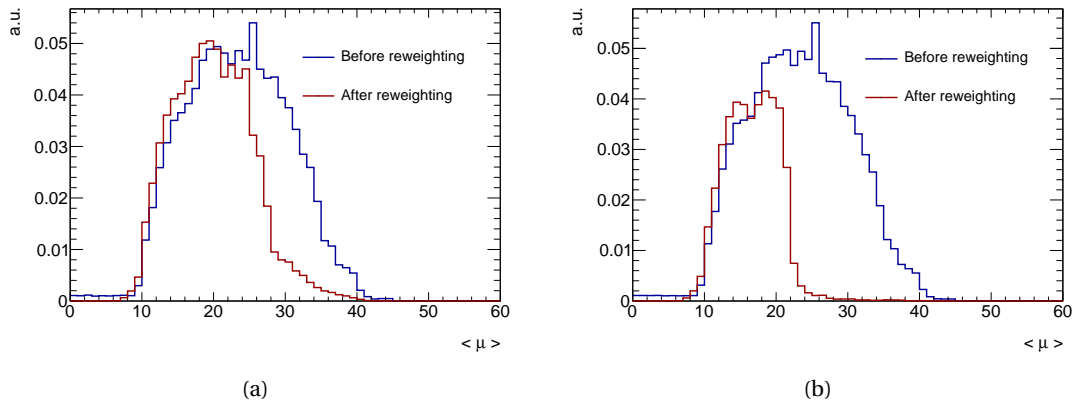 a.u.
0.05
0.04
0.03
0.02
0.01
0
0 10 20 30 40 50 60
< μ >
Before reweighting
After reweighting
(a)
a.u.
0.05
0.04
0.03
0.02
0.01
0
0 10 20 30 40 50 60
< μ >
Before reweighting
After reweighting
(b)